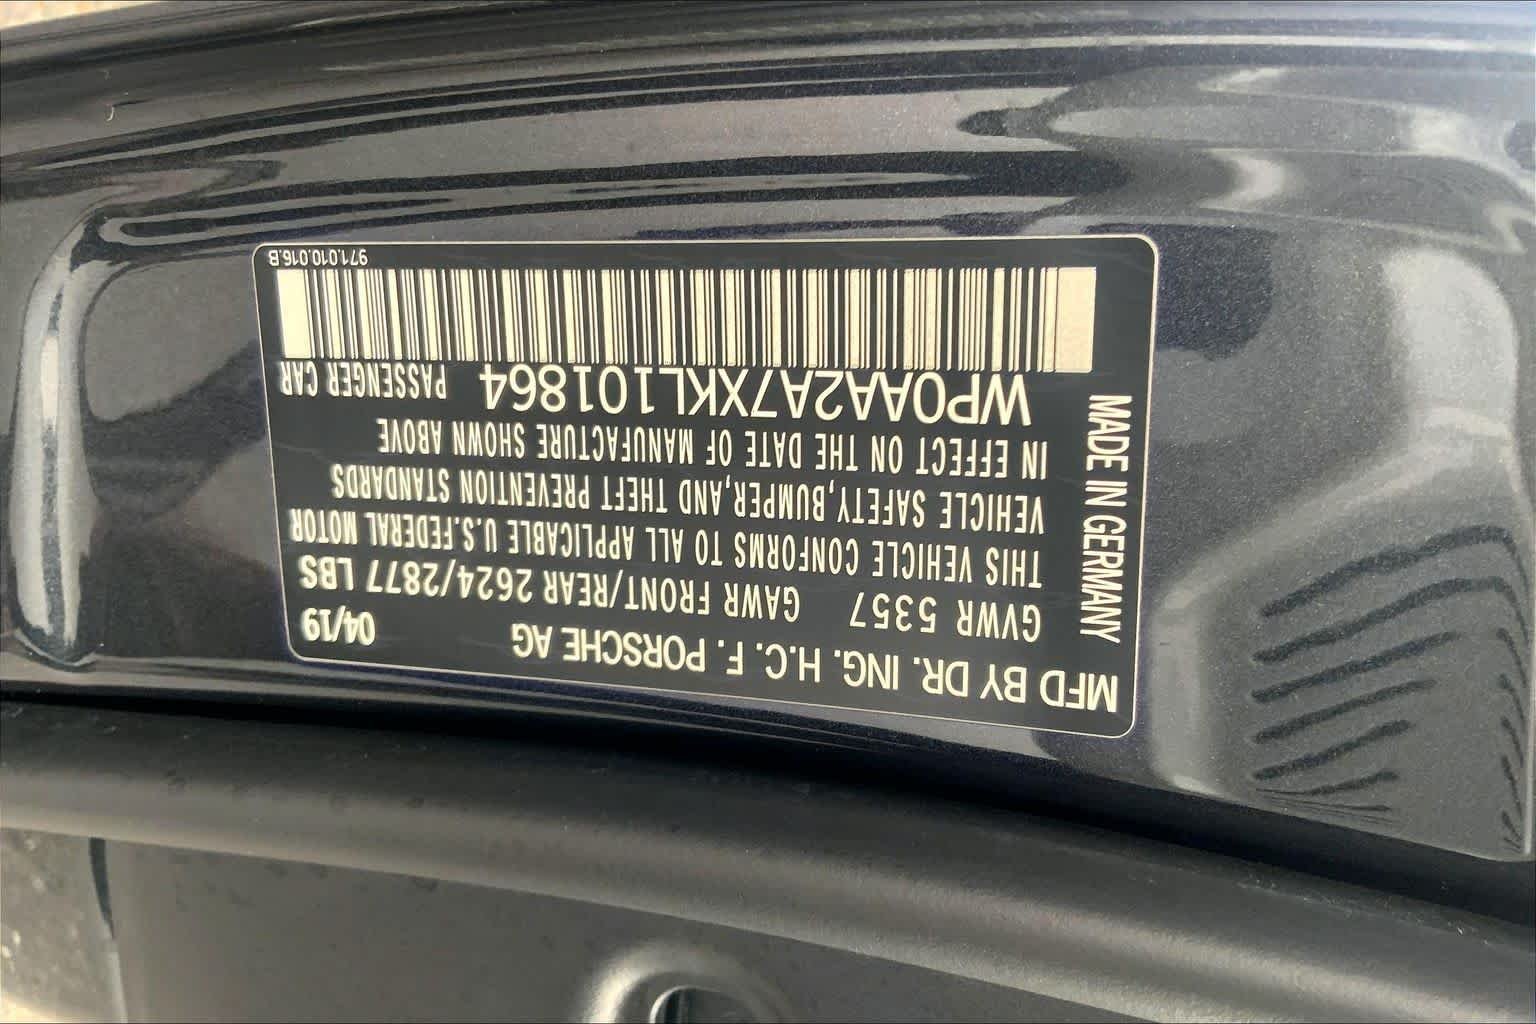 MFD BY DR. ING. H.C. F. PORSCHE AG 04/19
GVWR 5357 GAWR FRONT/REAR 2624/2877 LBS
THIS VEHICLE CONFORMS TO ALL APPLICABLE U.S.FEDERAL MOTOR
VEHICLE SAFETY,BUMPER,AND THEFT PREVENTION STANDARDS
IN EFFECT ON THE DATE OF MANUFACTURE SHOWN ABOVE
WP0AA2A7XKL101864 PASSENGER CAR
971.010.016.B
MADE IN GERMANY